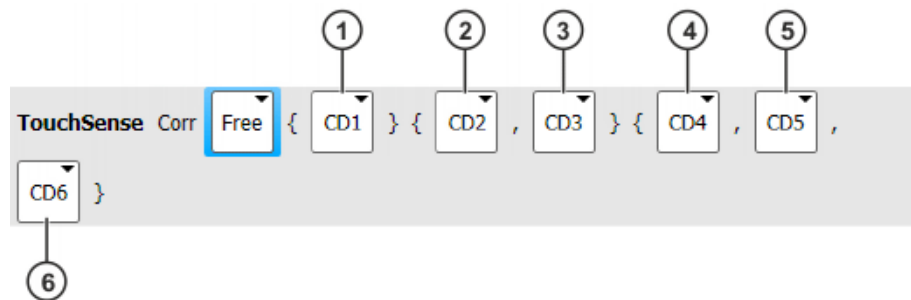 1 2 3 4 5
TouchSense Corr Free { CD1 } { CD2 , CD3 } { CD4 , CD5 ,
CD6 }
6